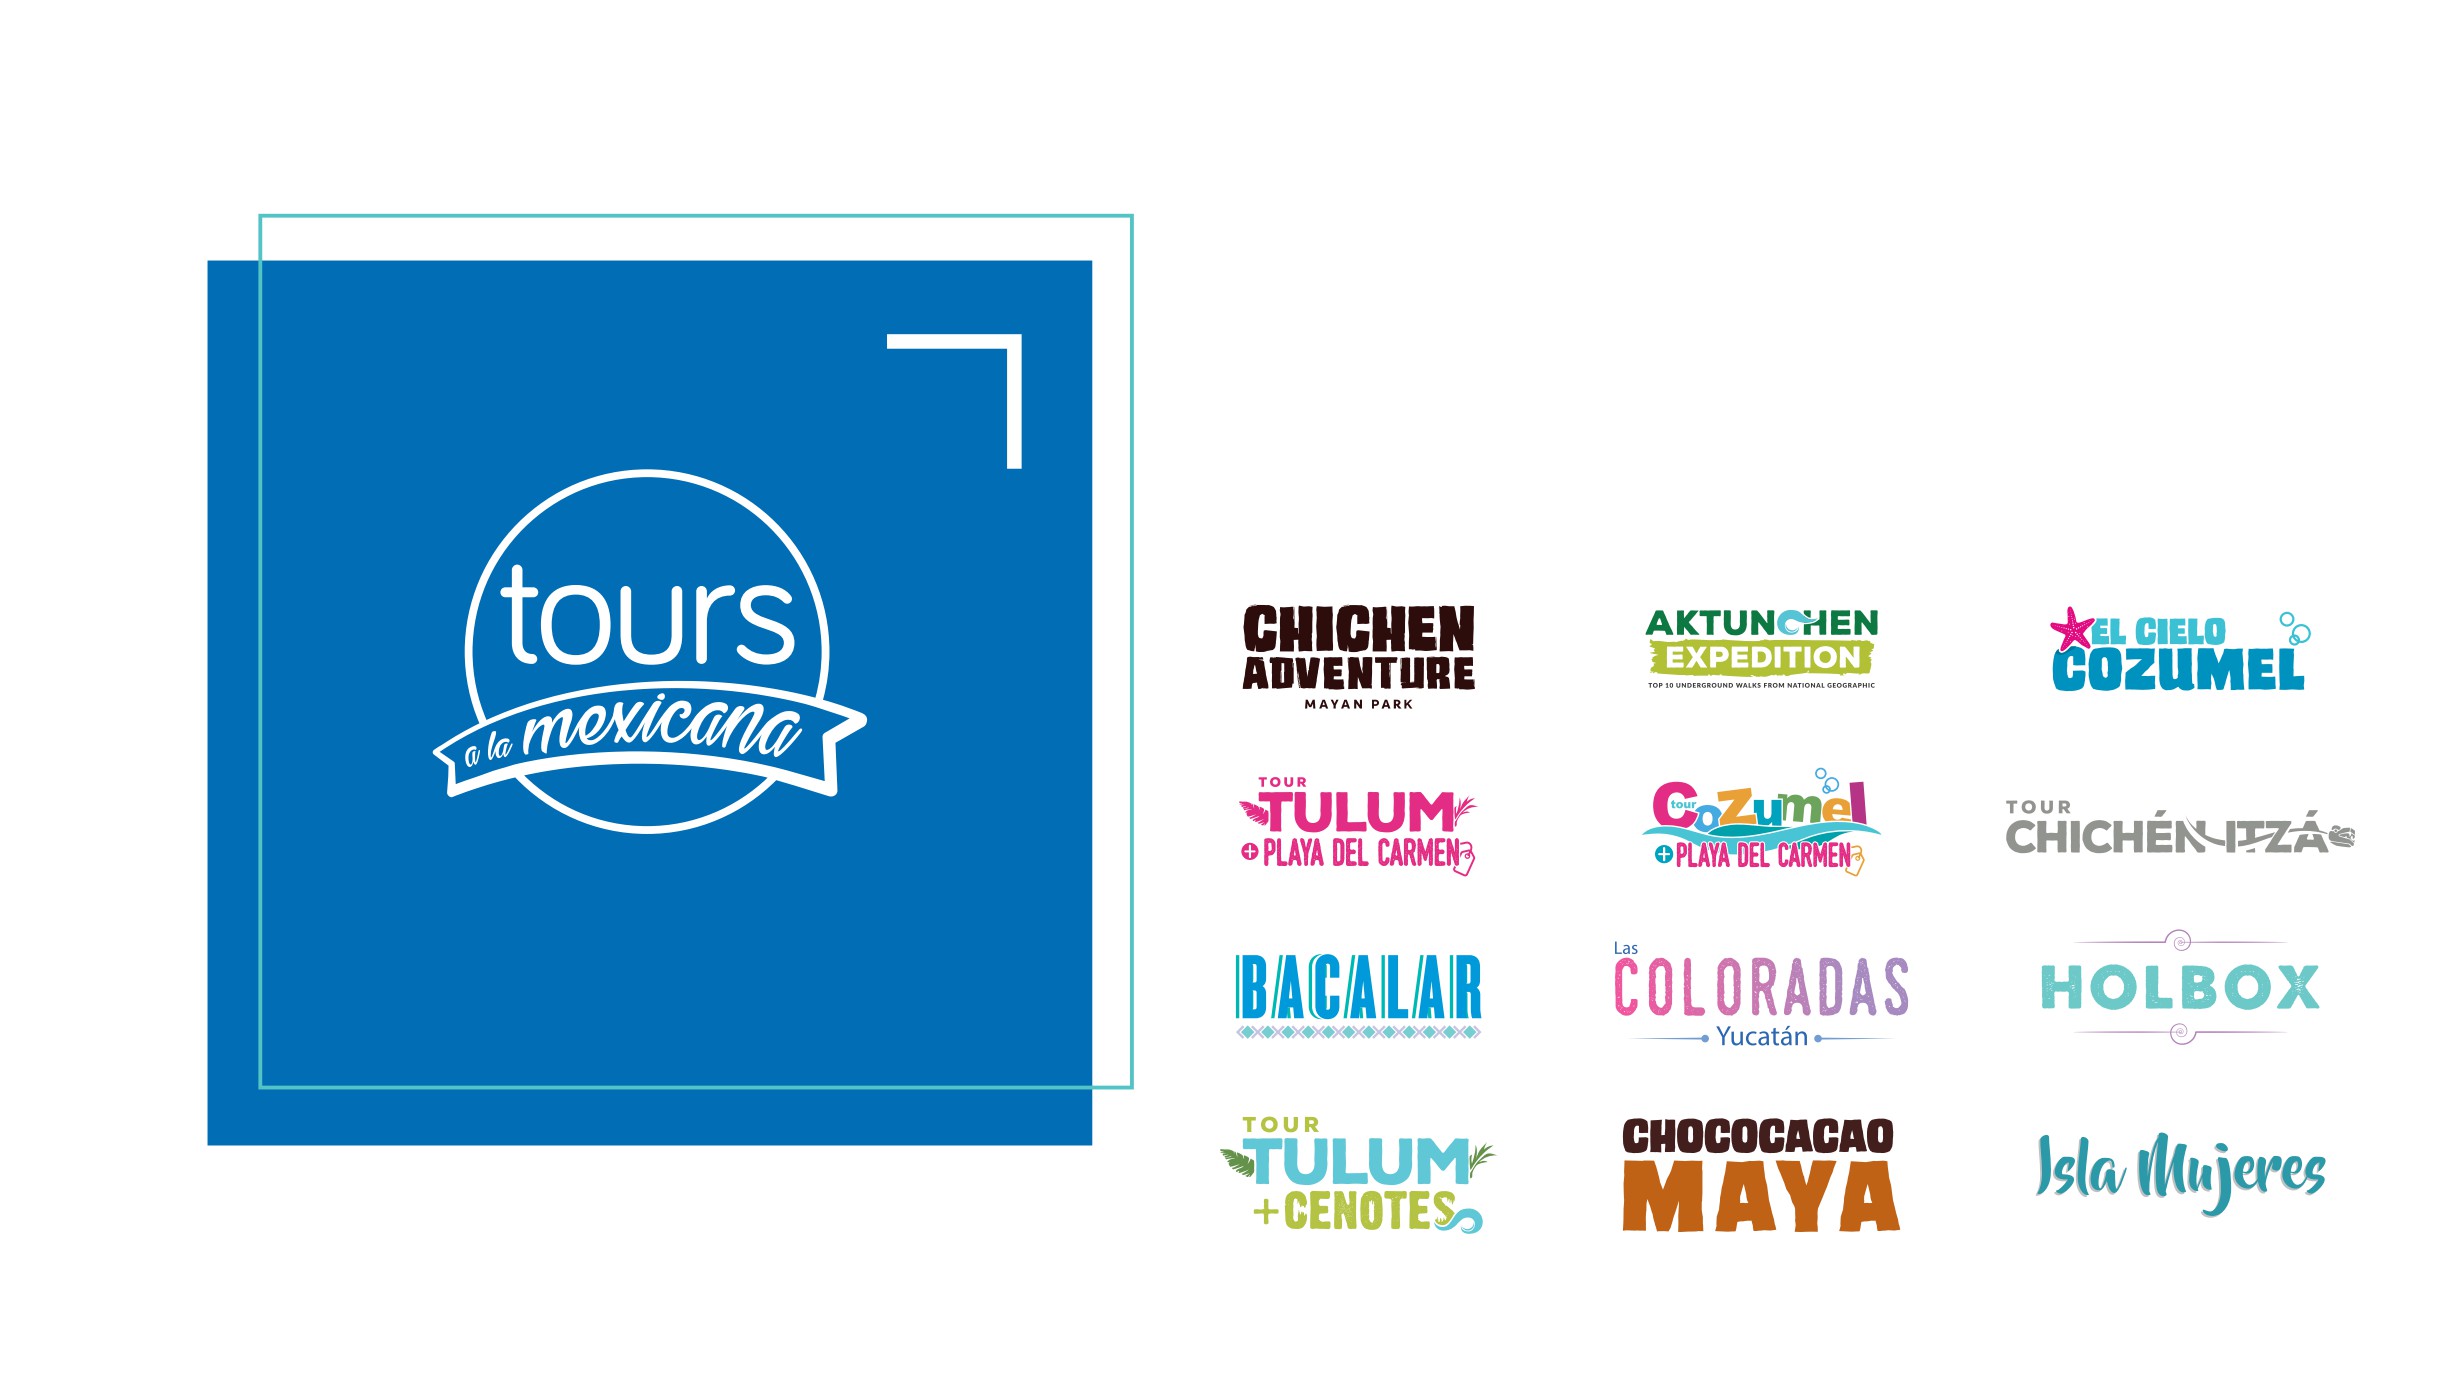 tours
a la mexicana
CHICHEN
ADVENTURE
MAYAN PARK
AKTUNCHEN
EXPEDITION
TOP 10 UNDERGROUND WALKS FROM NATIONAL GEOGRAPHIC
EL CIELO
COZUMEL
TOUR
TULUM
+ PLAYA DEL CARMEN
tour
Cozumel
+ PLAYA DEL CARMEN
TOUR
CHICHÉN ITZÁ
BACALAR
Las
COLORADAS
Yucatán
HOLBOX
TOUR
TULUM
+CENOTES
CHOCOCACAO
MAYA
Isla Mujeres